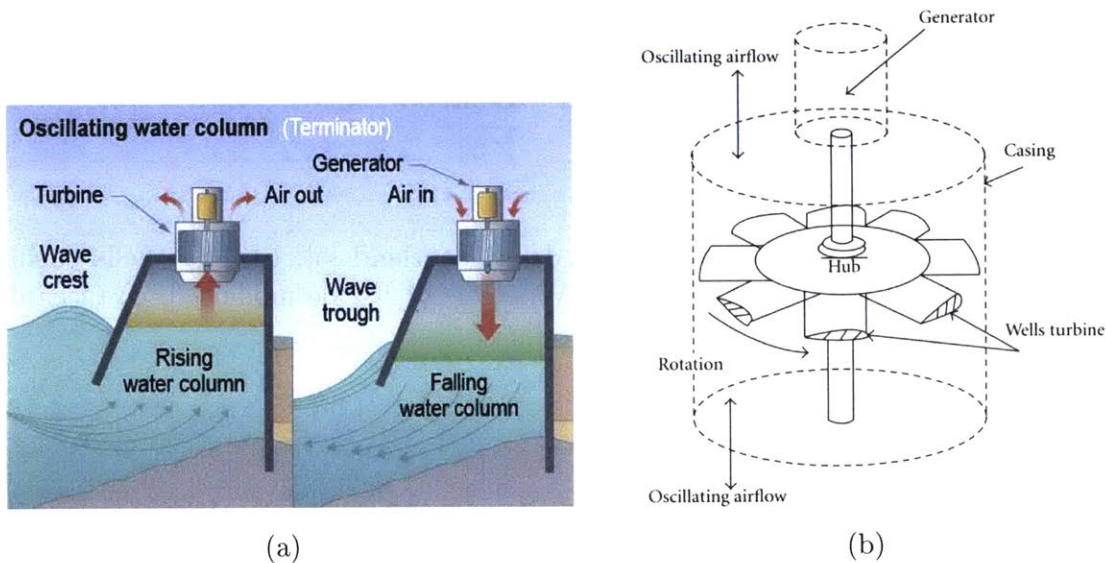 Oscillating water column (Terminator)
Generator
Turbine
Air out
Air in
Wave
crest
Wave
trough
Rising
water column
Falling
water column
(a)
Generator
Oscillating airflow
Casing
Hub
Wells turbine
Rotation
Oscillating airflow
(b)